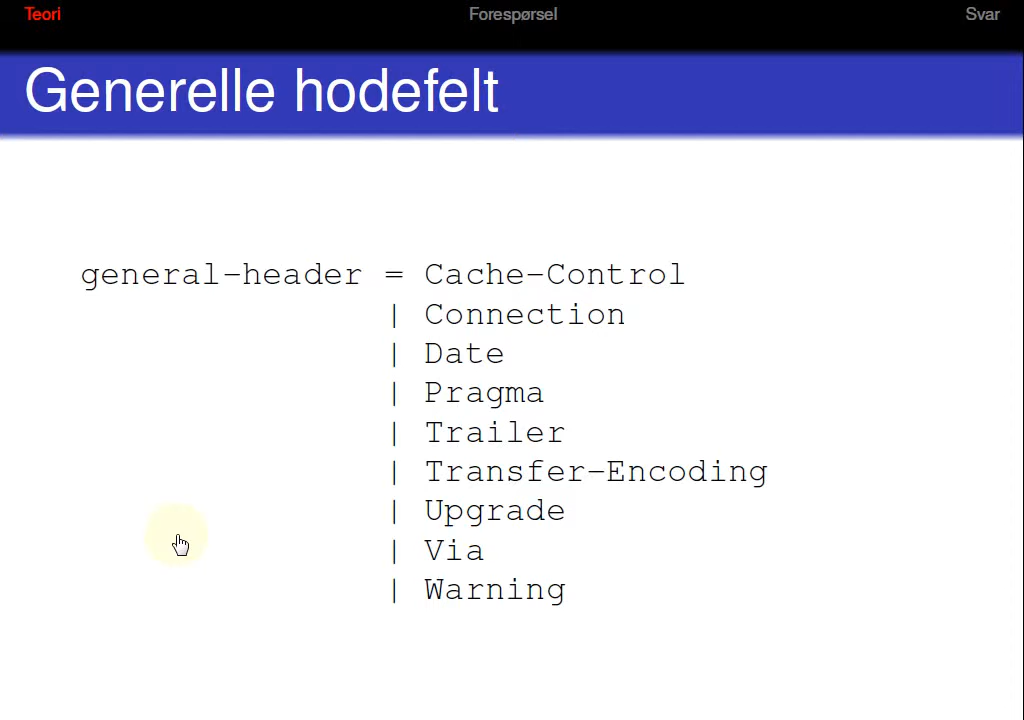 Teori Forespørsel Svar
Generelle hodefelt
general-header = Cache-Control
| Connection
| Date
| Pragma
| Trailer
| Transfer-Encoding
| Upgrade
| Via
| Warning